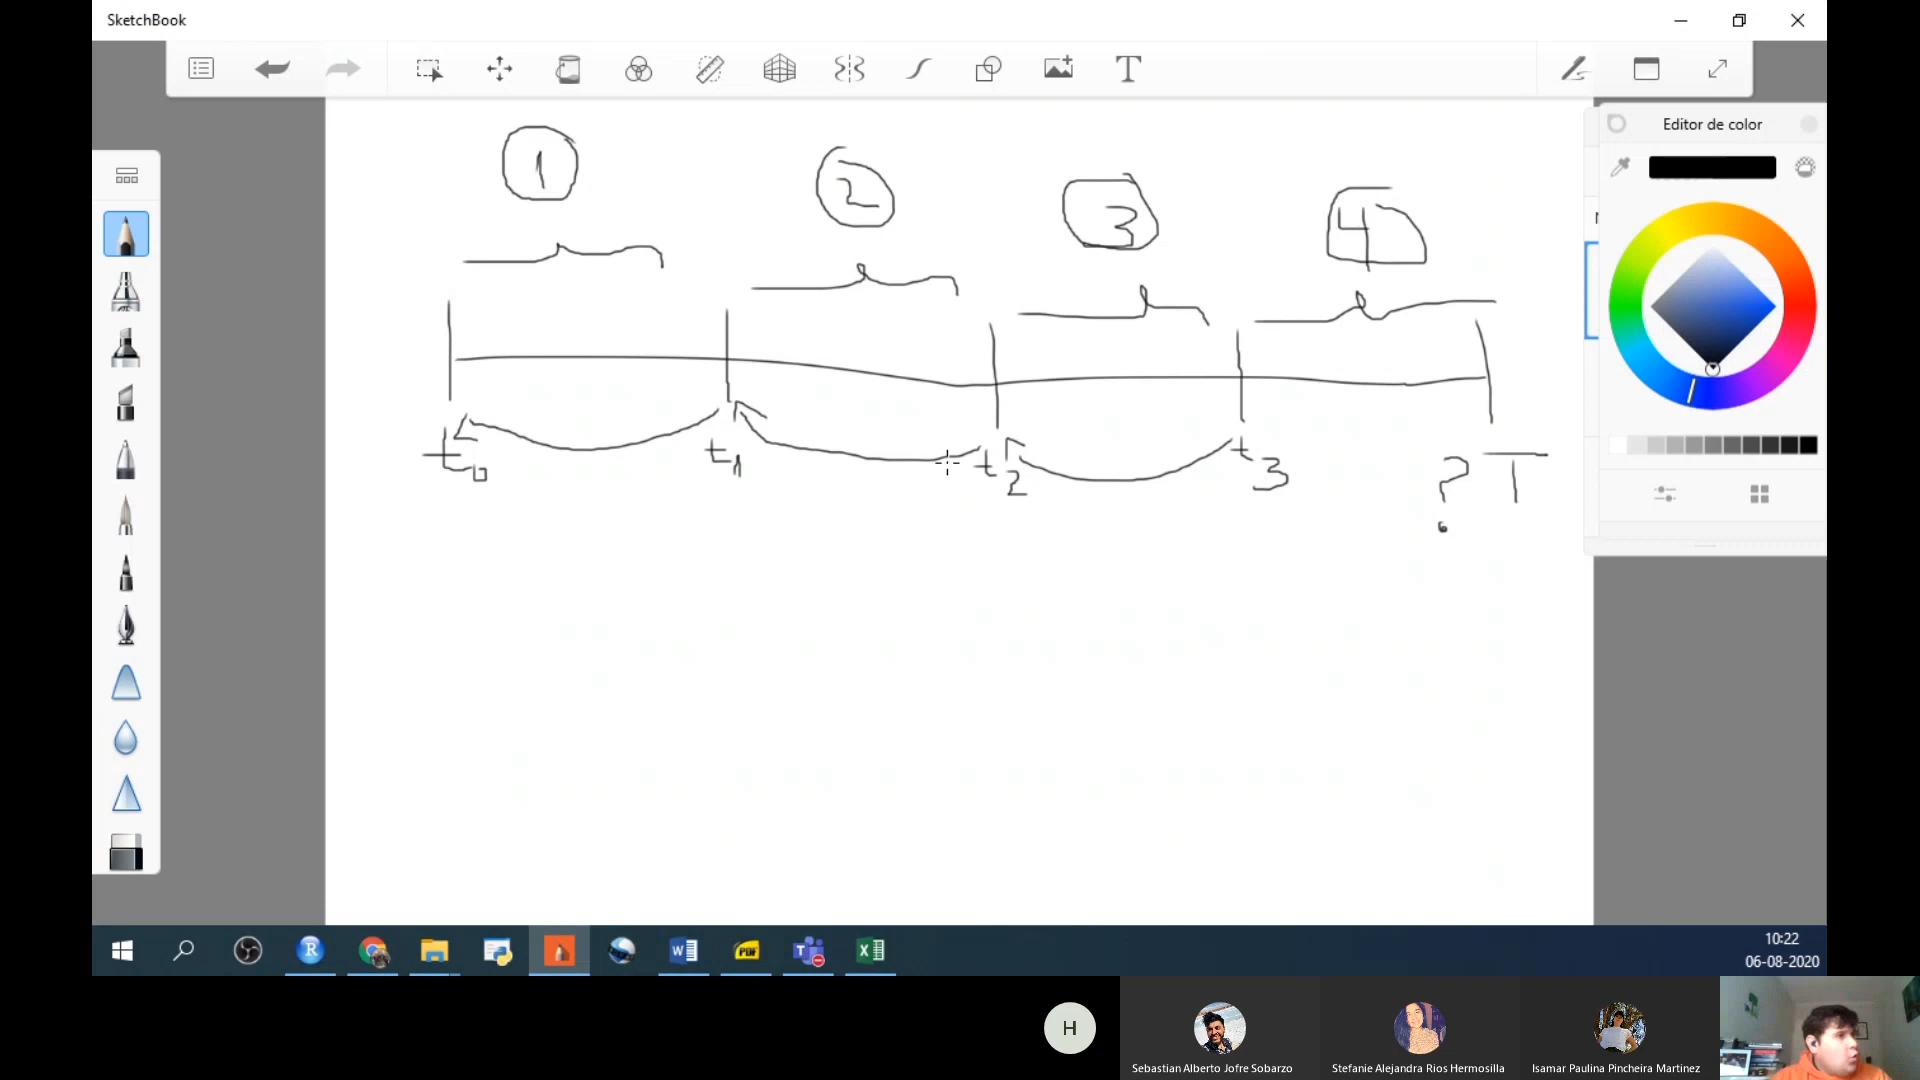 SketchBook
Editor de color
1
2
3
4
t0
t1
t2
t3
? T
10:22
06-08-2020
H
Sebastian Alberto Jofre Sobarzo
Stefanie Alejandra Rios Hermosilla
Isamar Paulina Pincheira Martinez